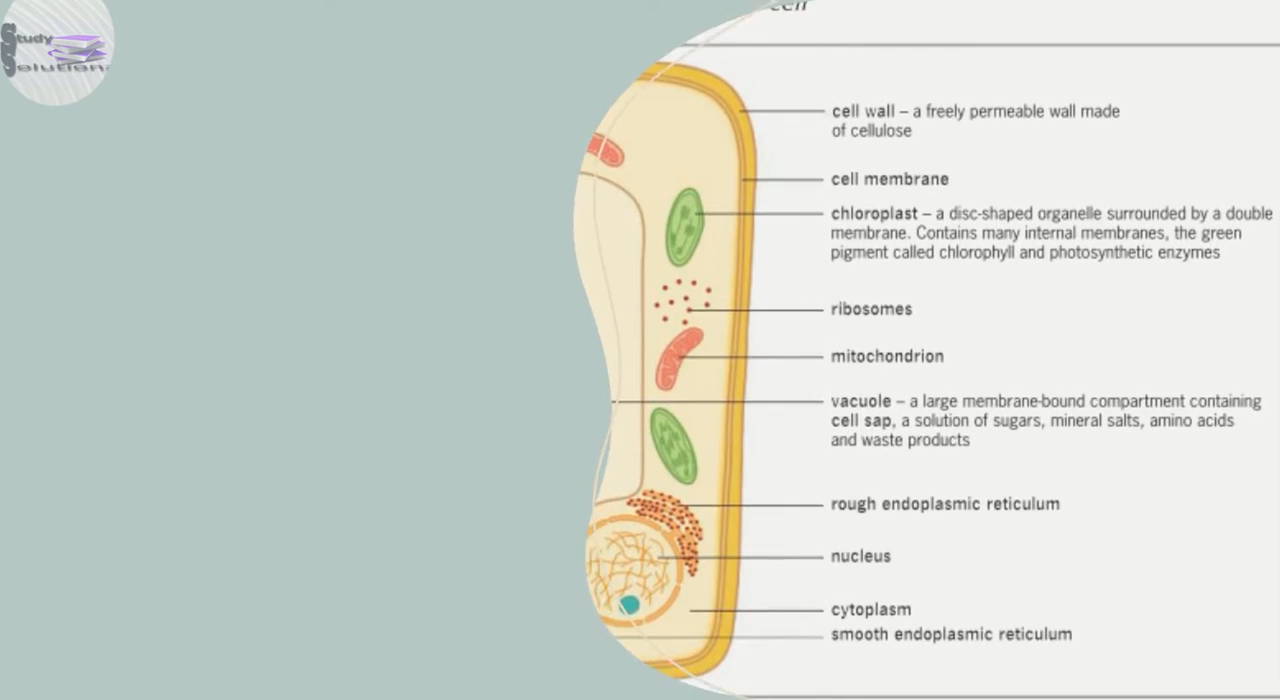 Study
Solution
cell
cell wall – a freely permeable wall made
of cellulose
cell membrane
chloroplast – a disc-shaped organelle surrounded by a double
membrane. Contains many internal membranes, the green
pigment called chlorophyll and photosynthetic enzymes
ribosomes
mitochondrion
vacuole – a large membrane-bound compartment containing
cell sap, a solution of sugars, mineral salts, amino acids
and waste products
rough endoplasmic reticulum
nucleus
cytoplasm
smooth endoplasmic reticulum